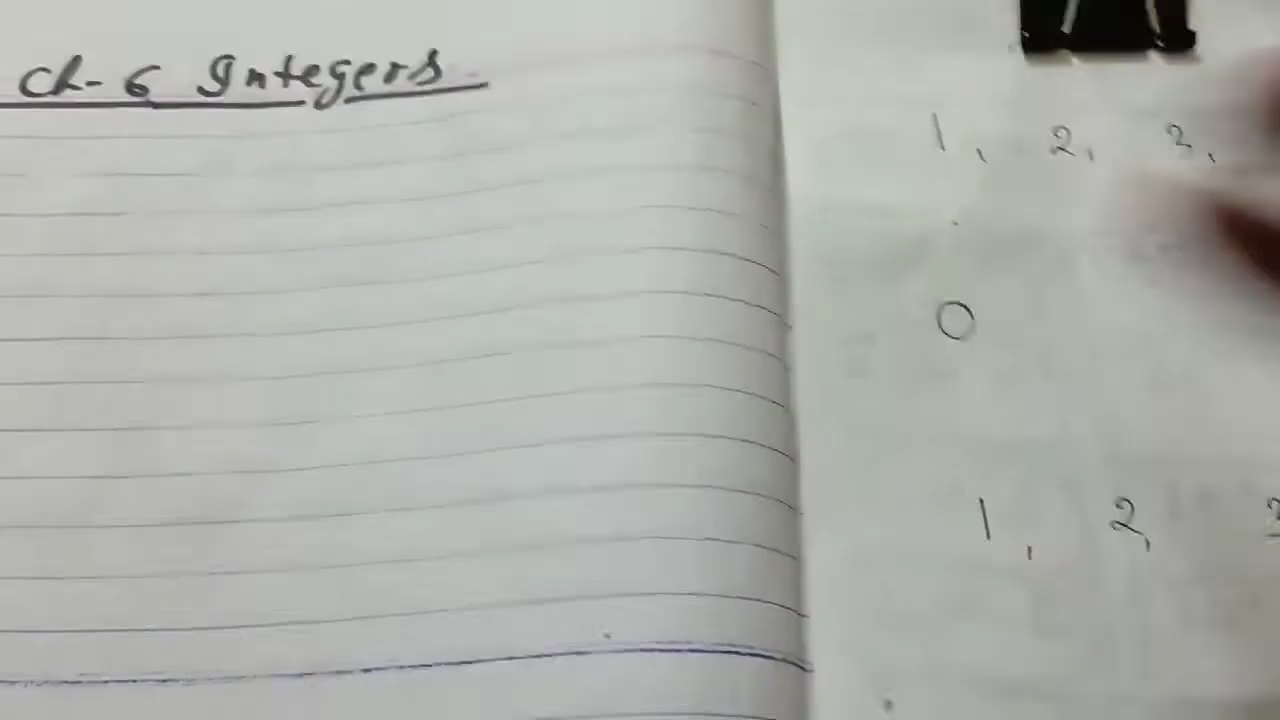 Ch-6 Integers
1, 2, 3,
0
1, 2,